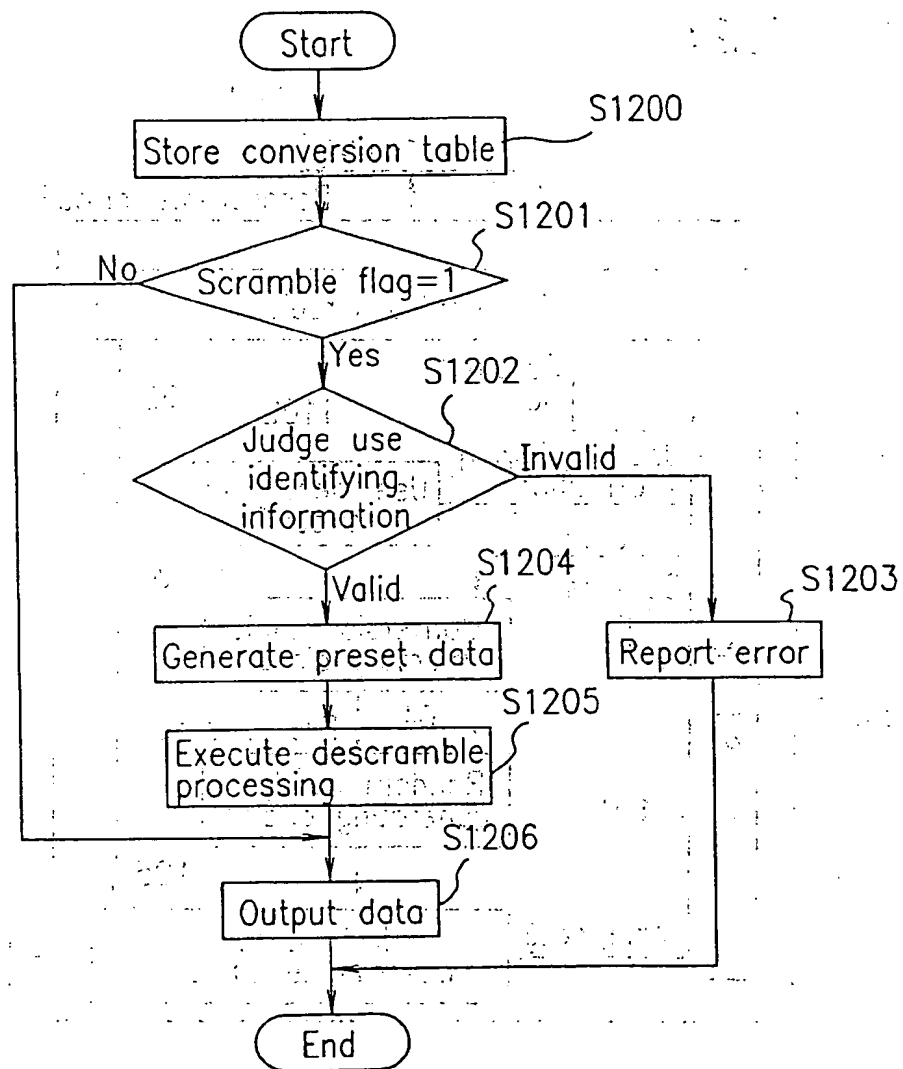 Start
S1200
Store conversion table
S1201
No
Scramble flag=1
Yes
S1202
Judge use
identifying
information
Invalid
Valid
S1204
S1203
Generate preset data
Report error
S1205
Execute descramble
processing
S1206
Output data
End